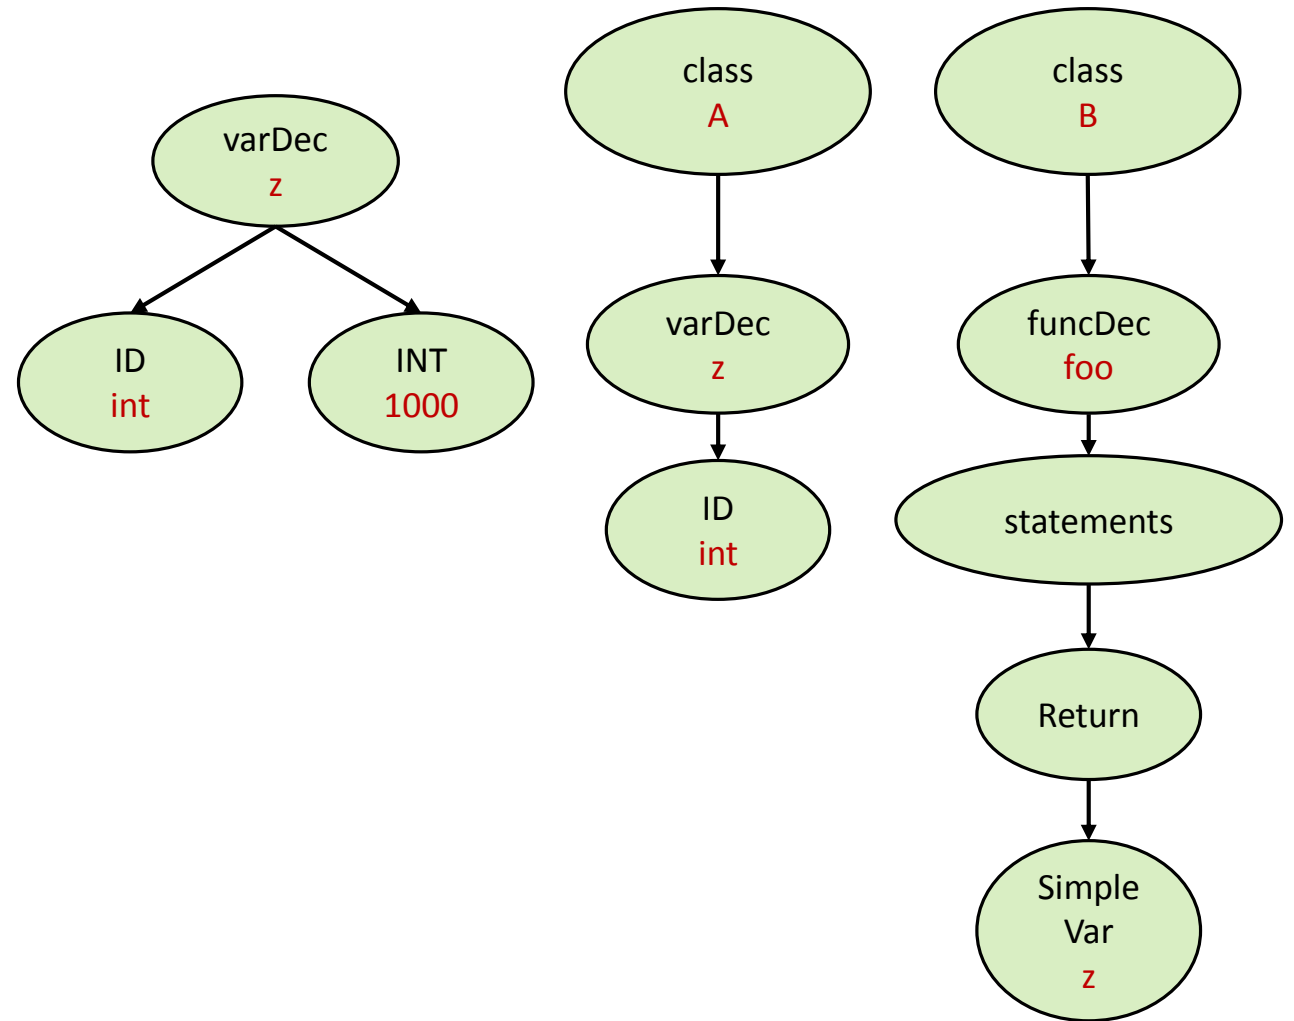 varDec
z
ID
int
INT
1000
class
A
varDec
z
ID
int
class
B
funcDec
foo
statements
Return
Simple
Var
z